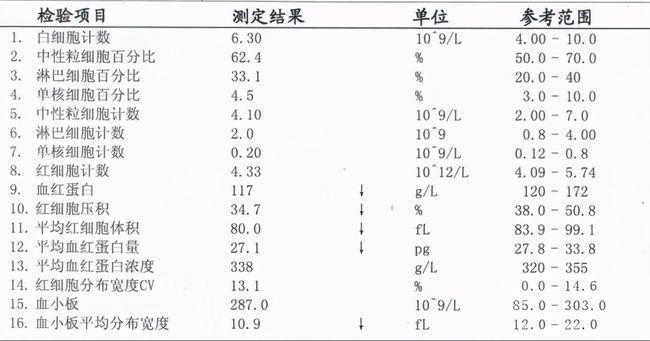 检验项目 测定结果 单位 参考范围
1. 白细胞计数 6.30 10^9/L 4.00 - 10.0
2. 中性粒细胞百分比 62.4 % 50.0 - 70.0
3. 淋巴细胞百分比 33.1 % 20.0 - 40
4. 单核细胞百分比 4.5 % 3.0 - 10.0
5. 中性粒细胞计数 4.10 10^9/L 2.00 - 7.0
6. 淋巴细胞计数 2.0 10^9 0.8 - 4.00
7. 单核细胞计数 0.20 10^9/L 0.12 - 0.8
8. 红细胞计数 4.33 10^12/L 4.09 - 5.74
9. 血红蛋白 117 ↓ g/L 120 - 172
10. 红细胞压积 34.7 ↓ % 38.0 - 50.8
11. 平均红细胞体积 80.0 ↓ fL 83.9 - 99.1
12. 平均血红蛋白量 27.1 ↓ pg 27.8 - 33.8
13. 平均血红蛋白浓度 338 g/L 320 - 355
14. 红细胞分布宽度CV 13.1 % 0.0 - 14.6
15. 血小板 287.0 10^9/L 85.0 - 303.0
16. 血小板平均分布宽度 10.9 ↓ fL 12.0 - 22.0